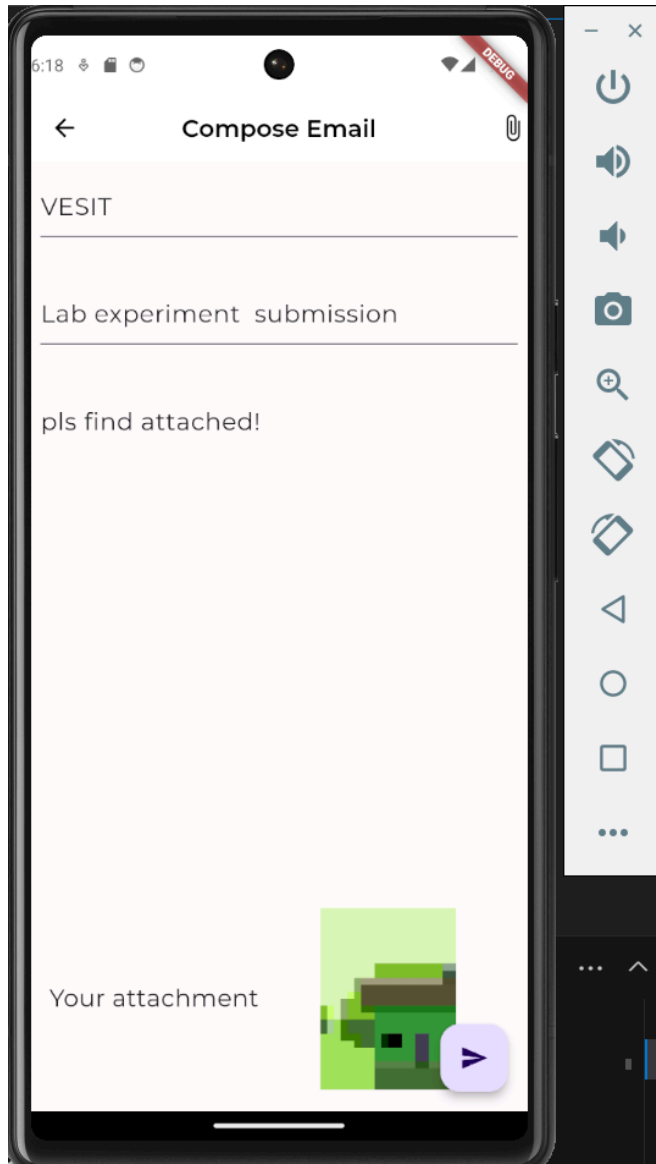 6:18
DEBUG
Compose Email
VESIT
Lab experiment  submission
pls find attached!
Your attachment